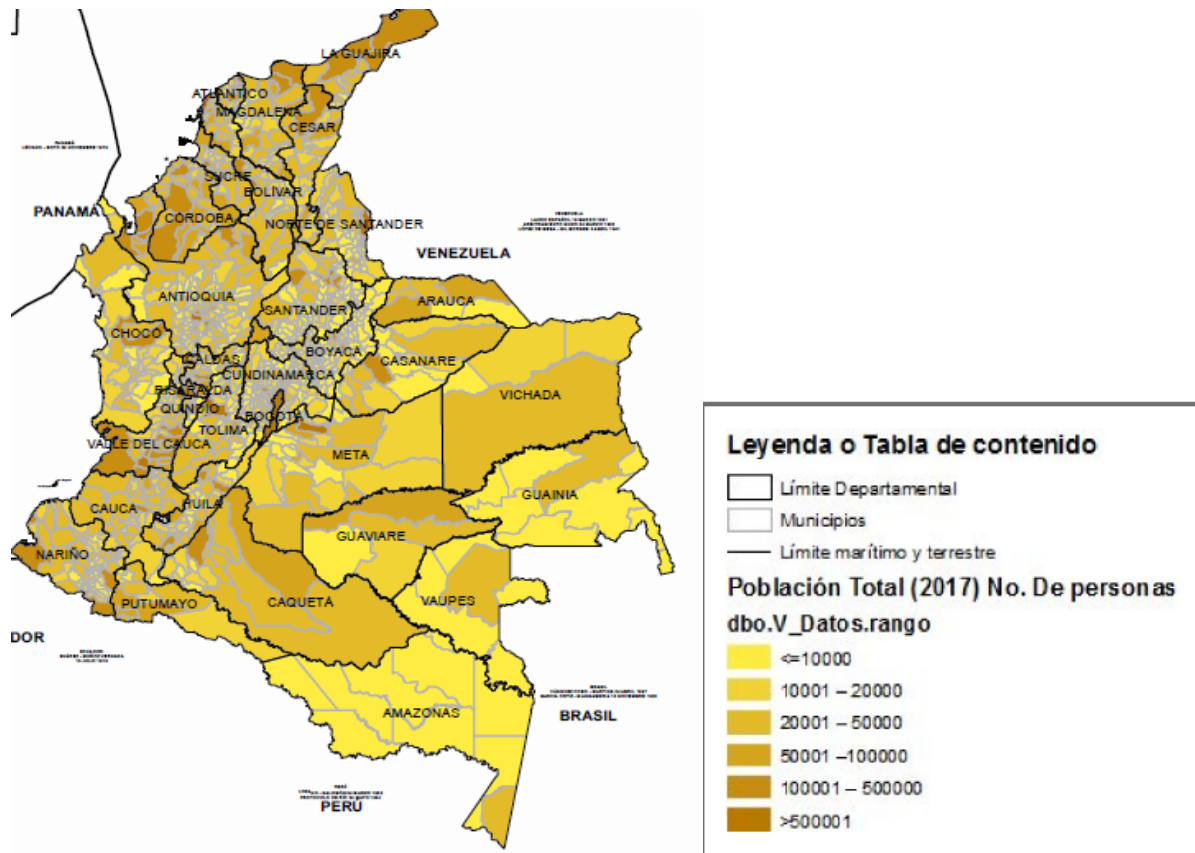 LA GUAJIRA
ATLANTICO
MAGDALENA
CESAR
SUCRE
BOLIVAR
PANAMA
CORDOBA
NORTE DE SANTANDER
VENEZUELA
ANTIOQUIA
SANTANDER
ARAUCA
CHOCO
BOYACA
CALDAS
CASANARE
CUNDINAMARCA
RISARALDA
VICHADA
QUINDIO
BOGOTA
TOLIMA
VALLE DEL CAUCA
META
GUAINIA
CAUCA
HUILA
GUAVIARE
NARIÑO
VAUPES
PUTUMAYO
CAQUETA
DOR
AMAZONAS
BRASIL
PERÚ
Leyenda o Tabla de contenido
Límite Departamental
Municipios
Límite marítimo y terrestre
Población Total (2017) No. De personas
dbo.V_Datos.rango
<=10000
10001 – 20000
20001 – 50000
50001 –100000
100001 – 500000
>500001